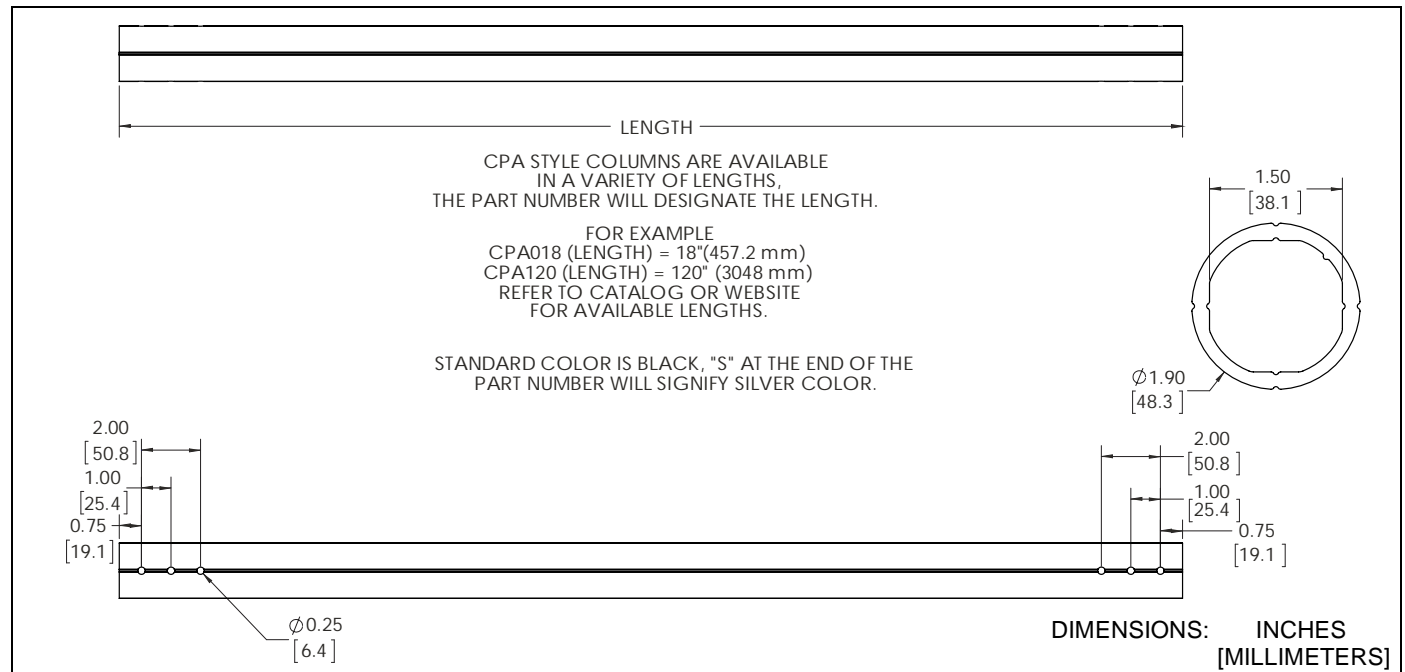 LENGTH
CPA STYLE COLUMNS ARE AVAILABLE
IN A VARIETY OF LENGTHS,
THE PART NUMBER WILL DESIGNATE THE LENGTH.
FOR EXAMPLE
CPA018 (LENGTH) = 18"(457.2 mm)
CPA120 (LENGTH) = 120" (3048 mm)
REFER TO CATALOG OR WEBSITE
FOR AVAILABLE LENGTHS.
STANDARD COLOR IS BLACK, "S" AT THE END OF THE
PART NUMBER WILL SIGNIFY SILVER COLOR.
1.50
[38.1]
∅1.90
[48.3]
2.00
[50.8]
1.00
[25.4]
0.75
[19.1]
∅0.25
[6.4]
2.00
[50.8]
1.00
[25.4]
0.75
[19.1]
DIMENSIONS: INCHES
[MILLIMETERS]